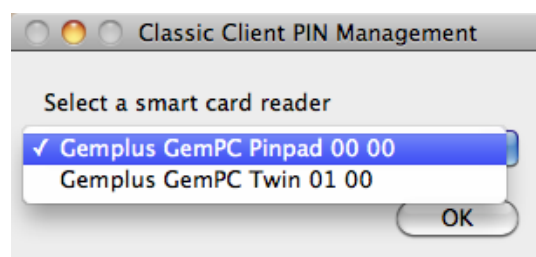 Classic Client PIN Management
Select a smart card reader
✓ Gemplus GemPC Pinpad 00 00
Gemplus GemPC Twin 01 00
OK